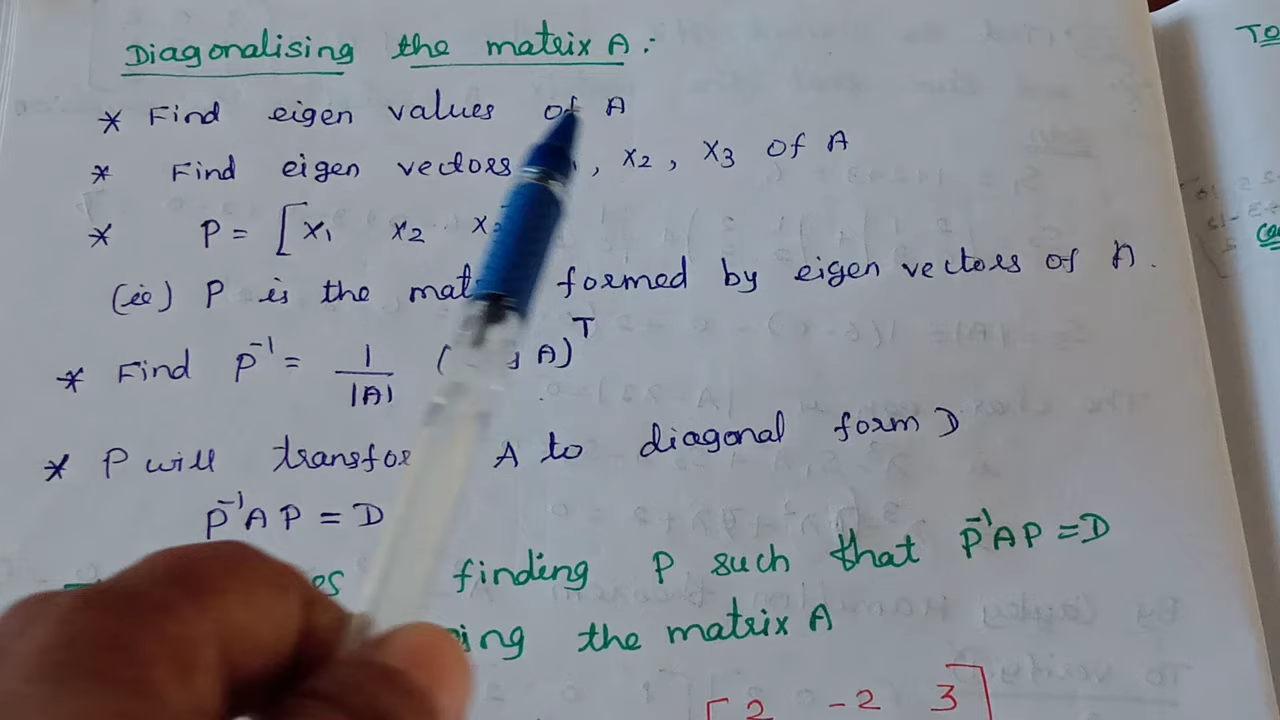 Diagonalising the matrix A :-
* Find eigen values of A
* Find eigen vectors , x2 , x3 of A
* P = [x1 x2
(ie) P is the formed by eigen vectors of A.
* Find P⁻¹ = 1/|A| ( A)ᵀ
* P will A to diagonal form D
P⁻¹AP = D
finding P such that P⁻¹AP = D
the matrix A
[2 -2 3]
TO